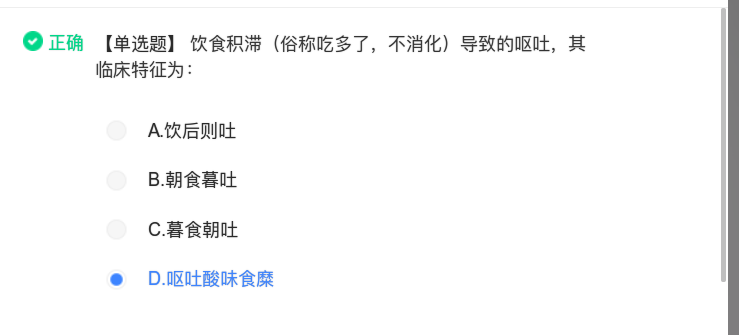 正确 【单选题】 饮食积滞（俗称吃多了，不消化）导致的呕吐，其
临床特征为：
A.饮后则吐
B.朝食暮吐
C.暮食朝吐
D.呕吐酸味食糜